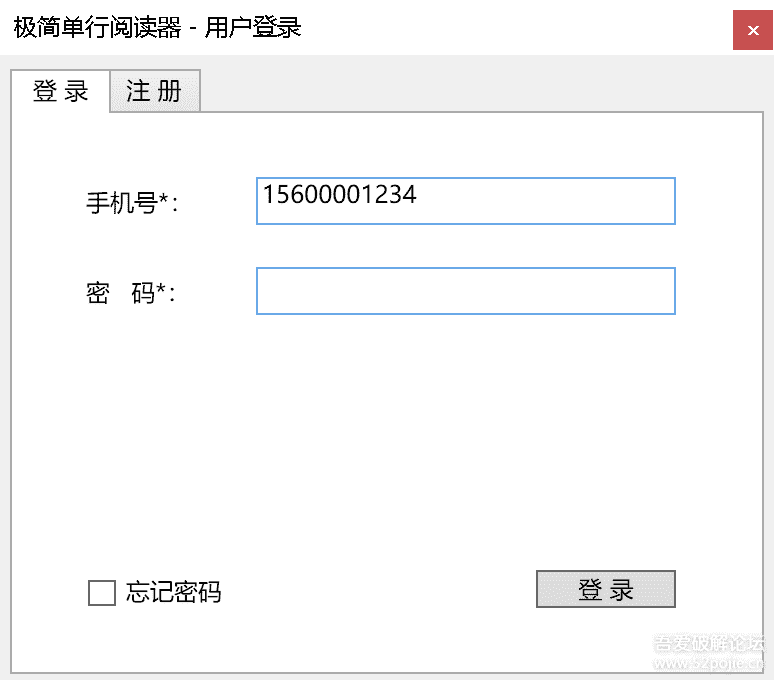 极简单行阅读器 - 用户登录
登 录 注 册
手机号*： 15600001234
密 码*：
忘记密码 登 录
吾爱破解论坛
www.52pojie.cn